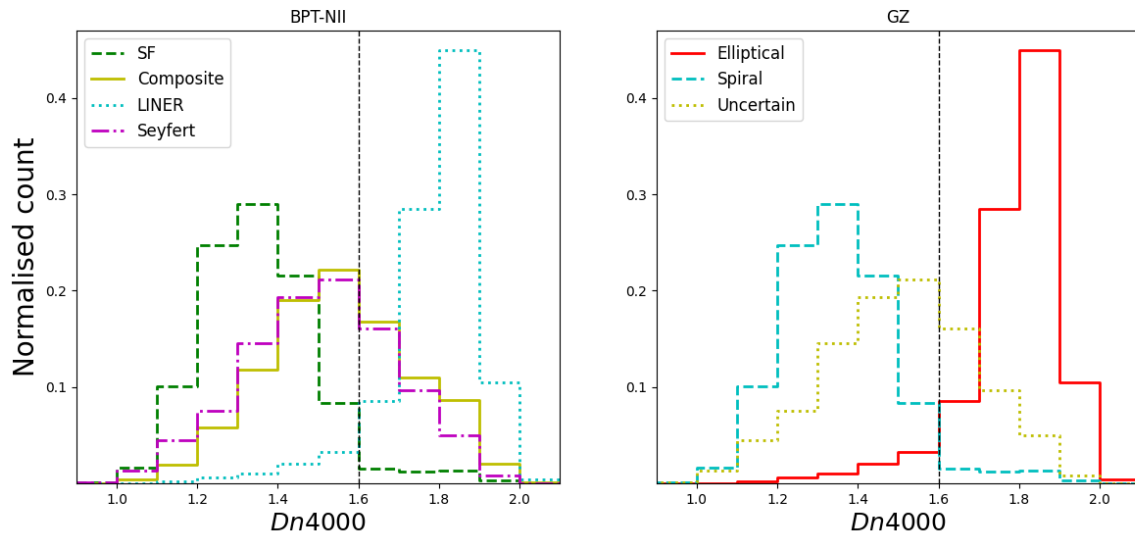 BPT-NII
SF
Composite
LINER
Seyfert
Normalised count
0.4
0.3
0.2
0.1
1.0 1.2 1.4 1.6 1.8 2.0
Dn4000
GZ
Elliptical
Spiral
Uncertain
0.4
0.3
0.2
0.1
1.0 1.2 1.4 1.6 1.8 2.0
Dn4000